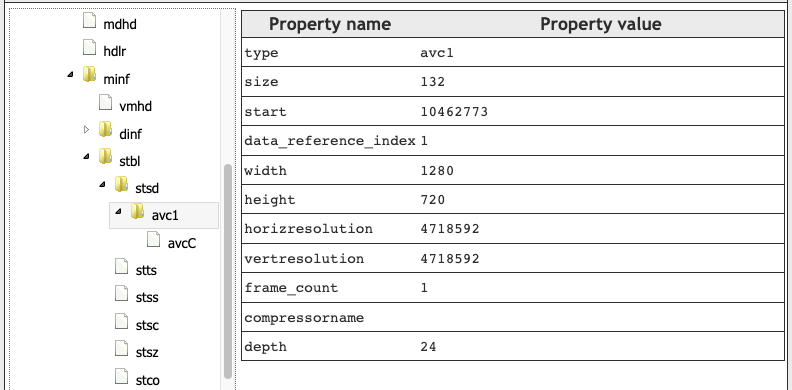 mdhd
hdlr
minf
vmhd
dinf
stbl
stsd
avc1
avcC
stts
stss
stsc
stsz
stco
Property name Property value
type avc1
size 132
start 10462773
data_reference_index 1
width 1280
height 720
horizresolution 4718592
vertresolution 4718592
frame_count 1
compressorname
depth 24